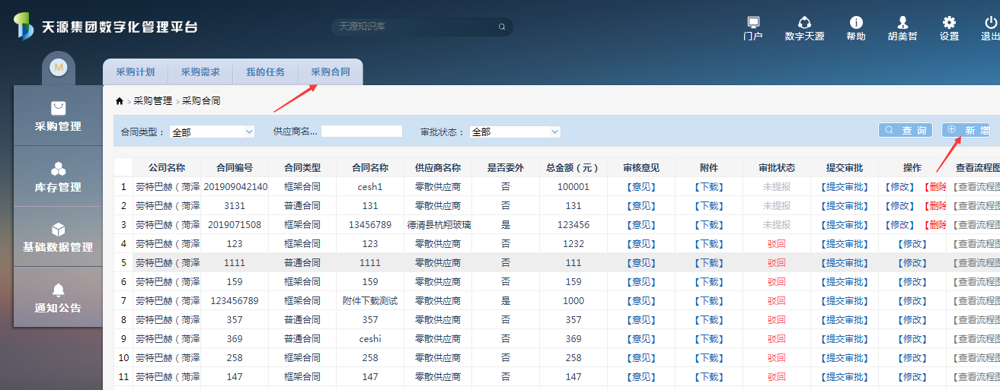 天源集团数字化管理平台
天源知识库
门户 数字天源 帮助 胡美哲 设置 退出
M
采购计划 采购需求 我的任务 采购合同
采购管理
库存管理
基础数据管理
通知公告
> 采购管理 > 采购合同
合同类型： 全部 供应商名... 审批状态： 全部 查 询 新 增
公司名称 合同编号 合同类型 合同名称 供应商名称 是否委外 总金额（元） 审核意见 附件 审批状态 提交审批 操作 查看流程图
1 劳特巴赫（菏泽 201909042140 框架合同 cesh1 零散供应商 否 100001 【意见】 【下载】 未提报 【提交审批】 【修改】 【删除 【查看流程图
2 劳特巴赫（菏泽 3131 普通合同 131 零散供应商 否 131 【意见】 【下载】 未提报 【提交审批】 【修改】 【删除 【查看流程图
3 劳特巴赫（菏泽 2019071508 框架合同 13456789 德清县杭翔玻璃 是 123456 【意见】 【下载】 未提报 【提交审批】 【修改】 【删除 【查看流程图
4 劳特巴赫（菏泽 123 框架合同 123 零散供应商 否 1232 【意见】 【下载】 驳回 【提交审批】 【修改】 【查看流程图
5 劳特巴赫（菏泽 1111 普通合同 1111 零散供应商 否 111 【意见】 【下载】 驳回 【提交审批】 【修改】 【查看流程图
6 劳特巴赫（菏泽 159 框架合同 159 零散供应商 否 159 【意见】 【下载】 驳回 【提交审批】 【修改】 【查看流程图
7 劳特巴赫（菏泽 123456789 框架合同 附件下载测试 零散供应商 是 1000 【意见】 【下载】 驳回 【提交审批】 【修改】 【查看流程图
8 劳特巴赫（菏泽 357 普通合同 357 零散供应商 否 357 【意见】 【下载】 驳回 【提交审批】 【修改】 【查看流程图
9 劳特巴赫（菏泽 369 普通合同 ceshi 零散供应商 否 369 【意见】 【下载】 驳回 【提交审批】 【修改】 【查看流程图
10 劳特巴赫（菏泽 258 框架合同 258 零散供应商 否 258 【意见】 【下载】 驳回 【提交审批】 【修改】 【查看流程图
11 劳特巴赫（菏泽 147 框架合同 147 零散供应商 否 147 【意见】 【下载】 驳回 【提交审批】 【修改】 【查看流程图